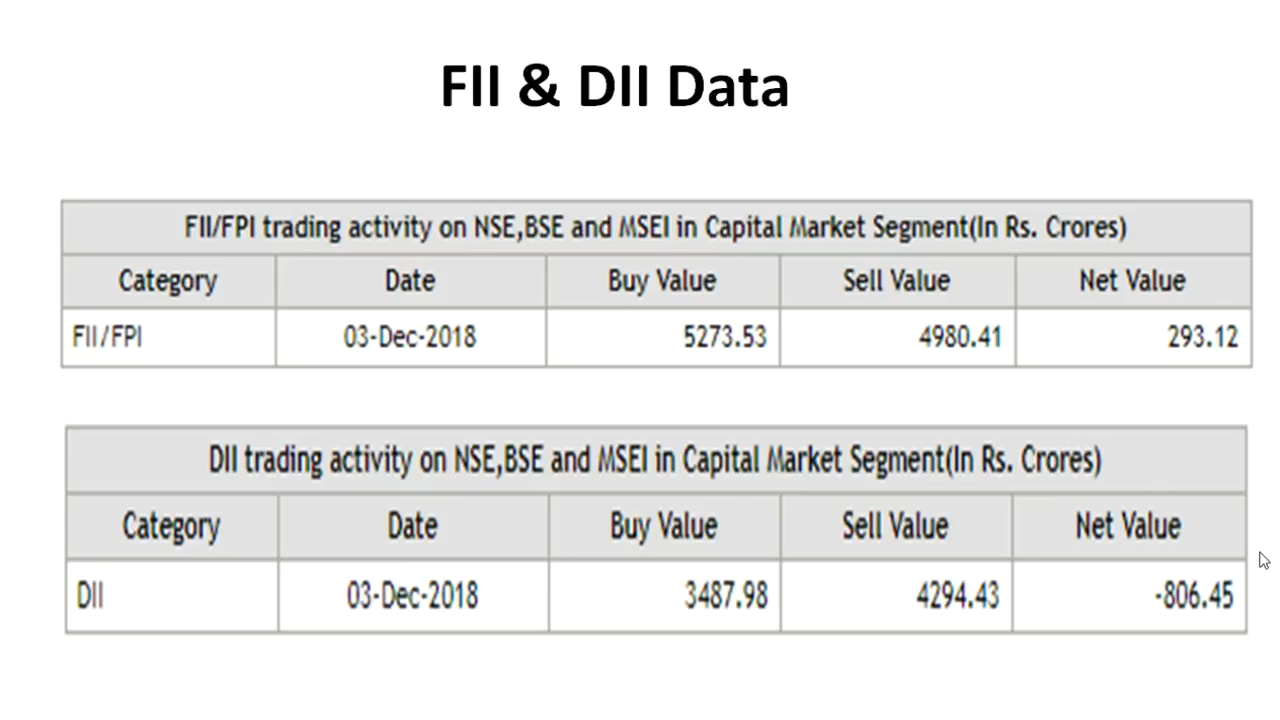 FII & DII Data
FII/FPI trading activity on NSE,BSE and MSEI in Capital Market Segment(In Rs. Crores)
Category Date Buy Value Sell Value Net Value
FII/FPI 03-Dec-2018 5273.53 4980.41 293.12
DII trading activity on NSE,BSE and MSEI in Capital Market Segment(In Rs. Crores)
Category Date Buy Value Sell Value Net Value
DII 03-Dec-2018 3487.98 4294.43 -806.45